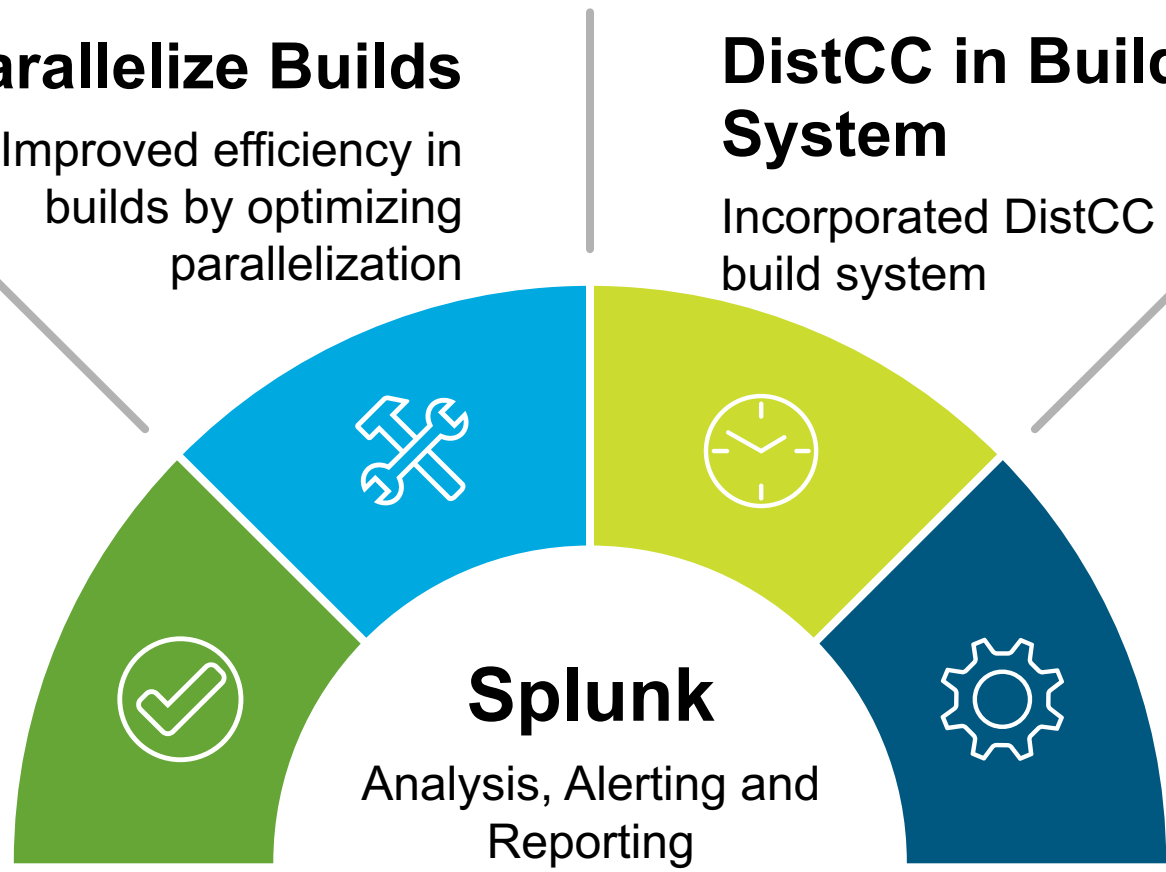 arallelize Builds
Improved efficiency in
builds by optimizing
parallelization
DistCC in Build
System
Incorporated DistCC
build system
Splunk
Analysis, Alerting and
Reporting